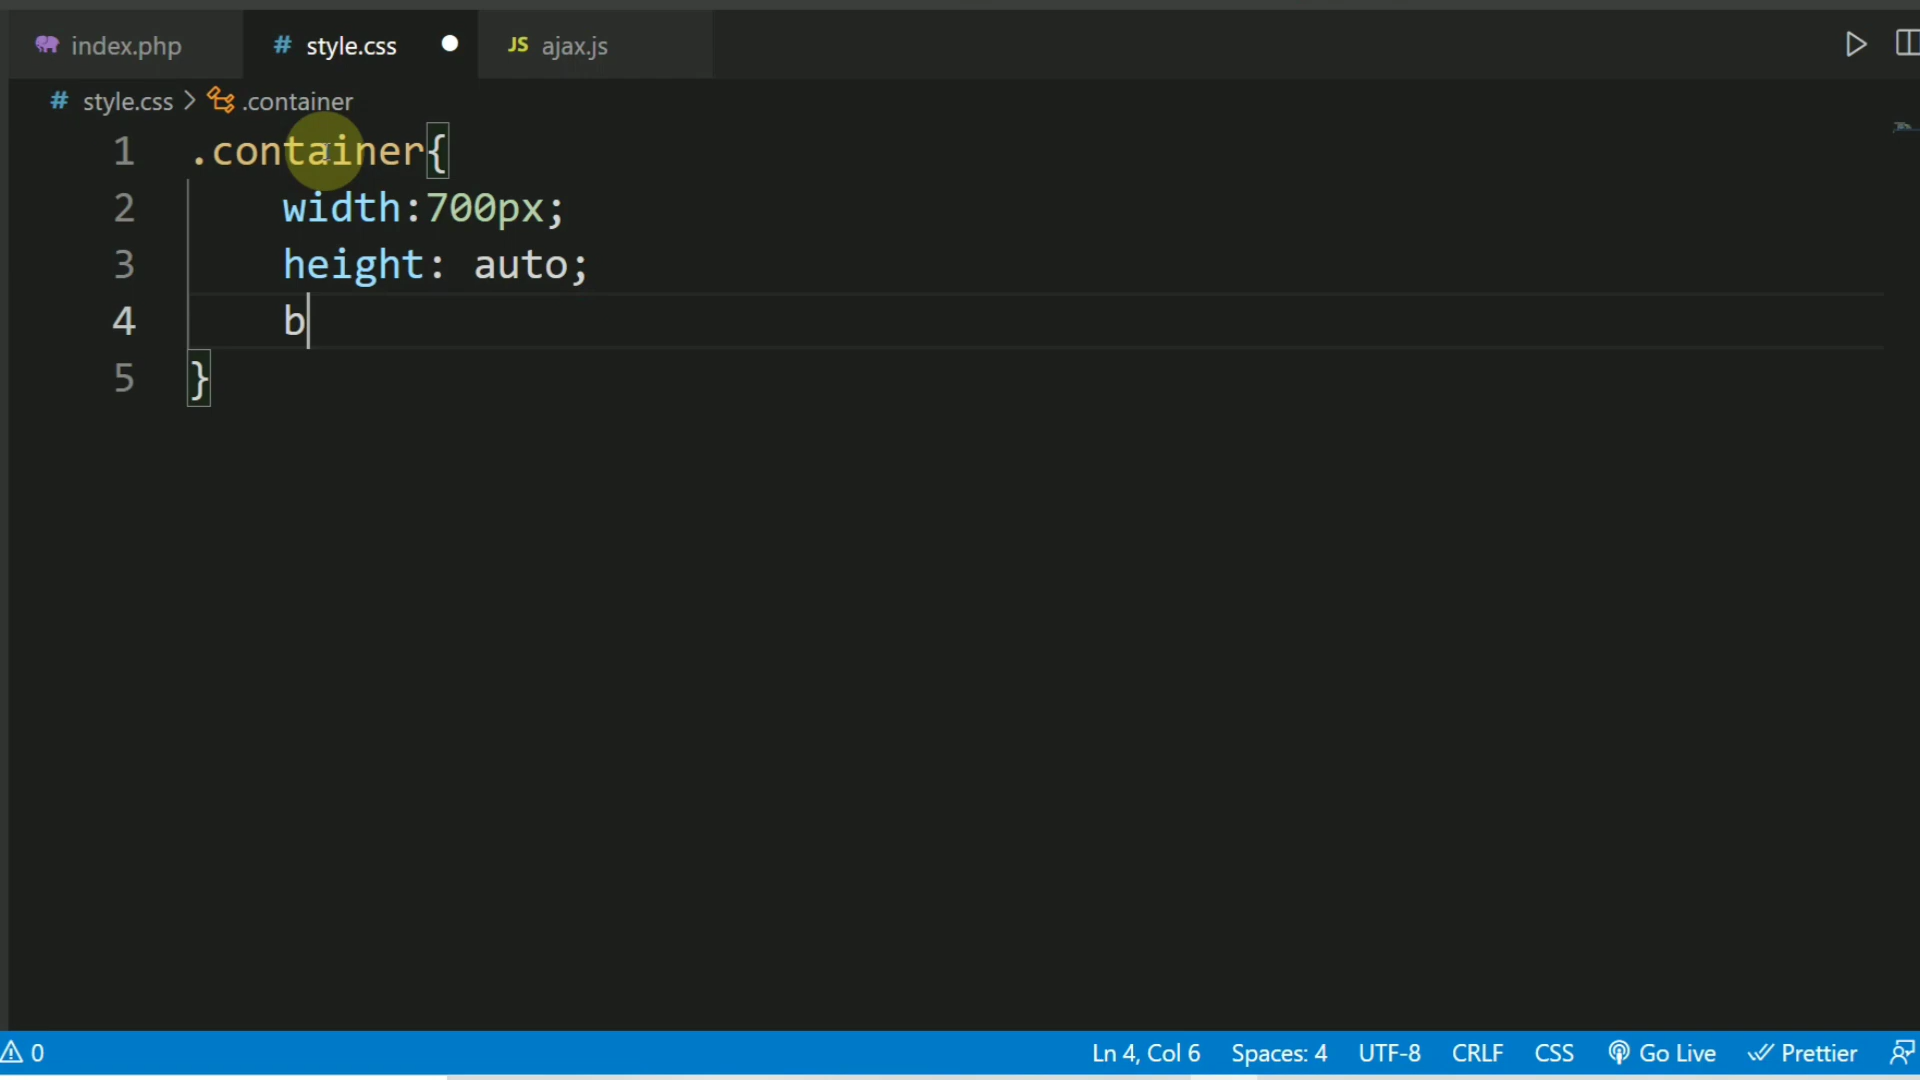 index.php # style.css JS ajax.js
# style.css > .container
1 .container{
2 width:700px;
3 height: auto;
4 b
5 }
0 Ln 4, Col 6 Spaces: 4 UTF-8 CRLF CSS Go Live Prettier